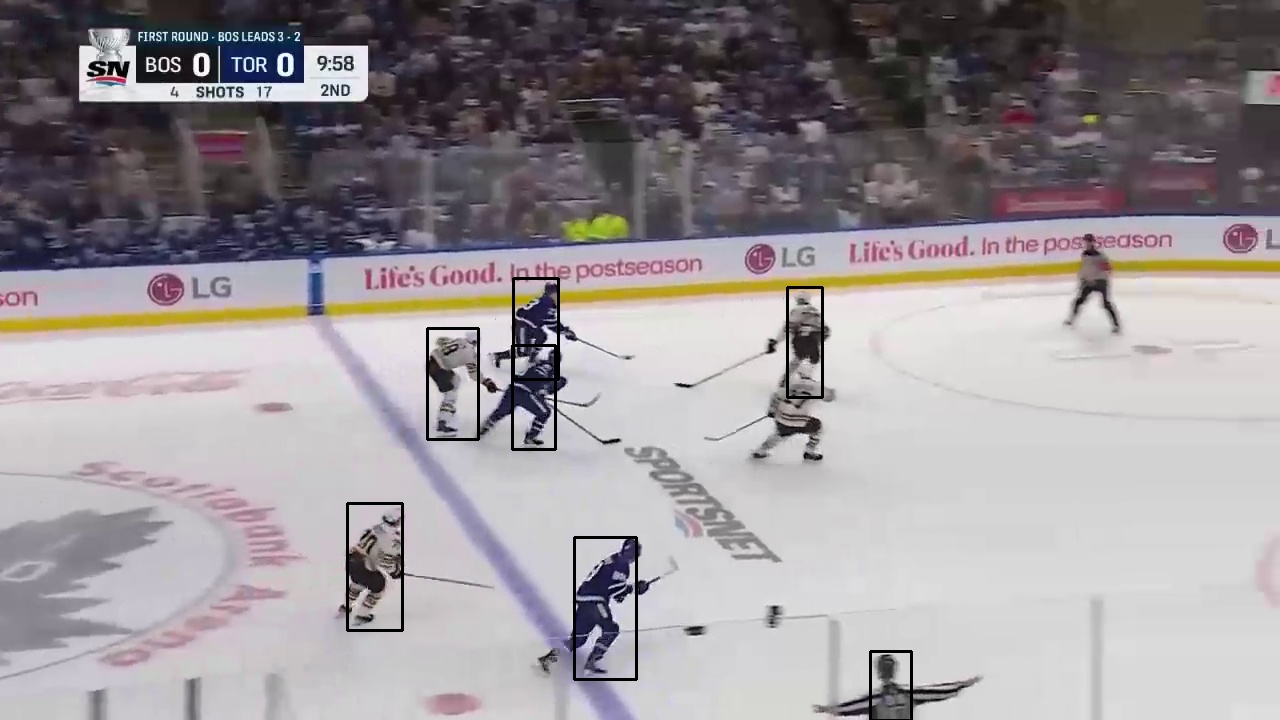 FIRST ROUND - BOS LEADS 3 - 2
SN BOS 0 TOR 0 9:58
4 SHOTS 17 2ND
son LG Life's Good. In the postseason LG Life's Good. In the postseason L
SPORTSNET
Scotiabank Arena